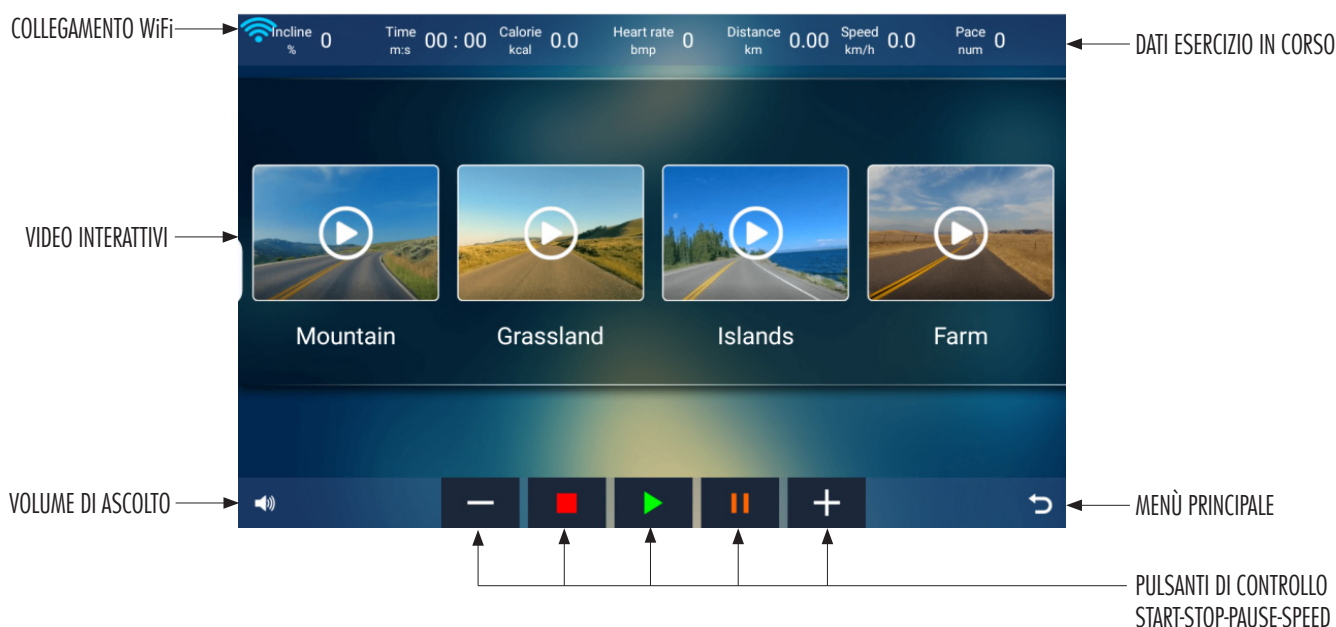 COLLEGAMENTO WiFi
Incline % 0 Time m:s 00 : 00 Calorie kcal 0.0 Heart rate bmp 0 Distance km 0.00 Speed km/h 0.0 Pace num 0
DATI ESERCIZIO IN CORSO
VIDEO INTERATTIVI
Mountain Grassland Islands Farm
VOLUME DI ASCOLTO
MENÙ PRINCIPALE
PULSANTI DI CONTROLLO
START-STOP-PAUSE-SPEED